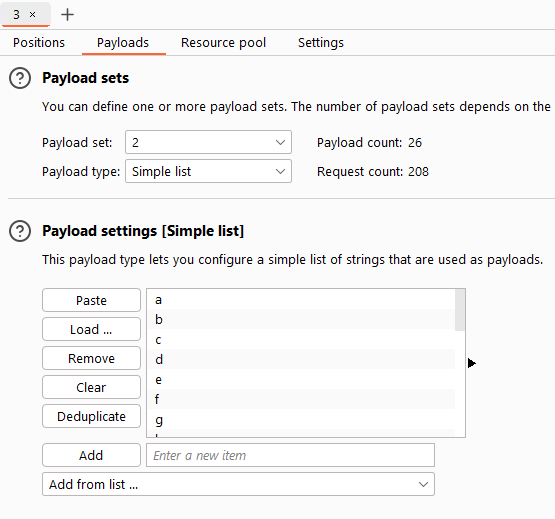 3 × +
Positions Payloads Resource pool Settings
? Payload sets
You can define one or more payload sets. The number of payload sets depends on the
Payload set: 2 Payload count: 26
Payload type: Simple list Request count: 208
? Payload settings [Simple list]
This payload type lets you configure a simple list of strings that are used as payloads.
Paste
Load ...
Remove
Clear
Deduplicate
a
b
c
d
e
f
g
Add Enter a new item
Add from list ...